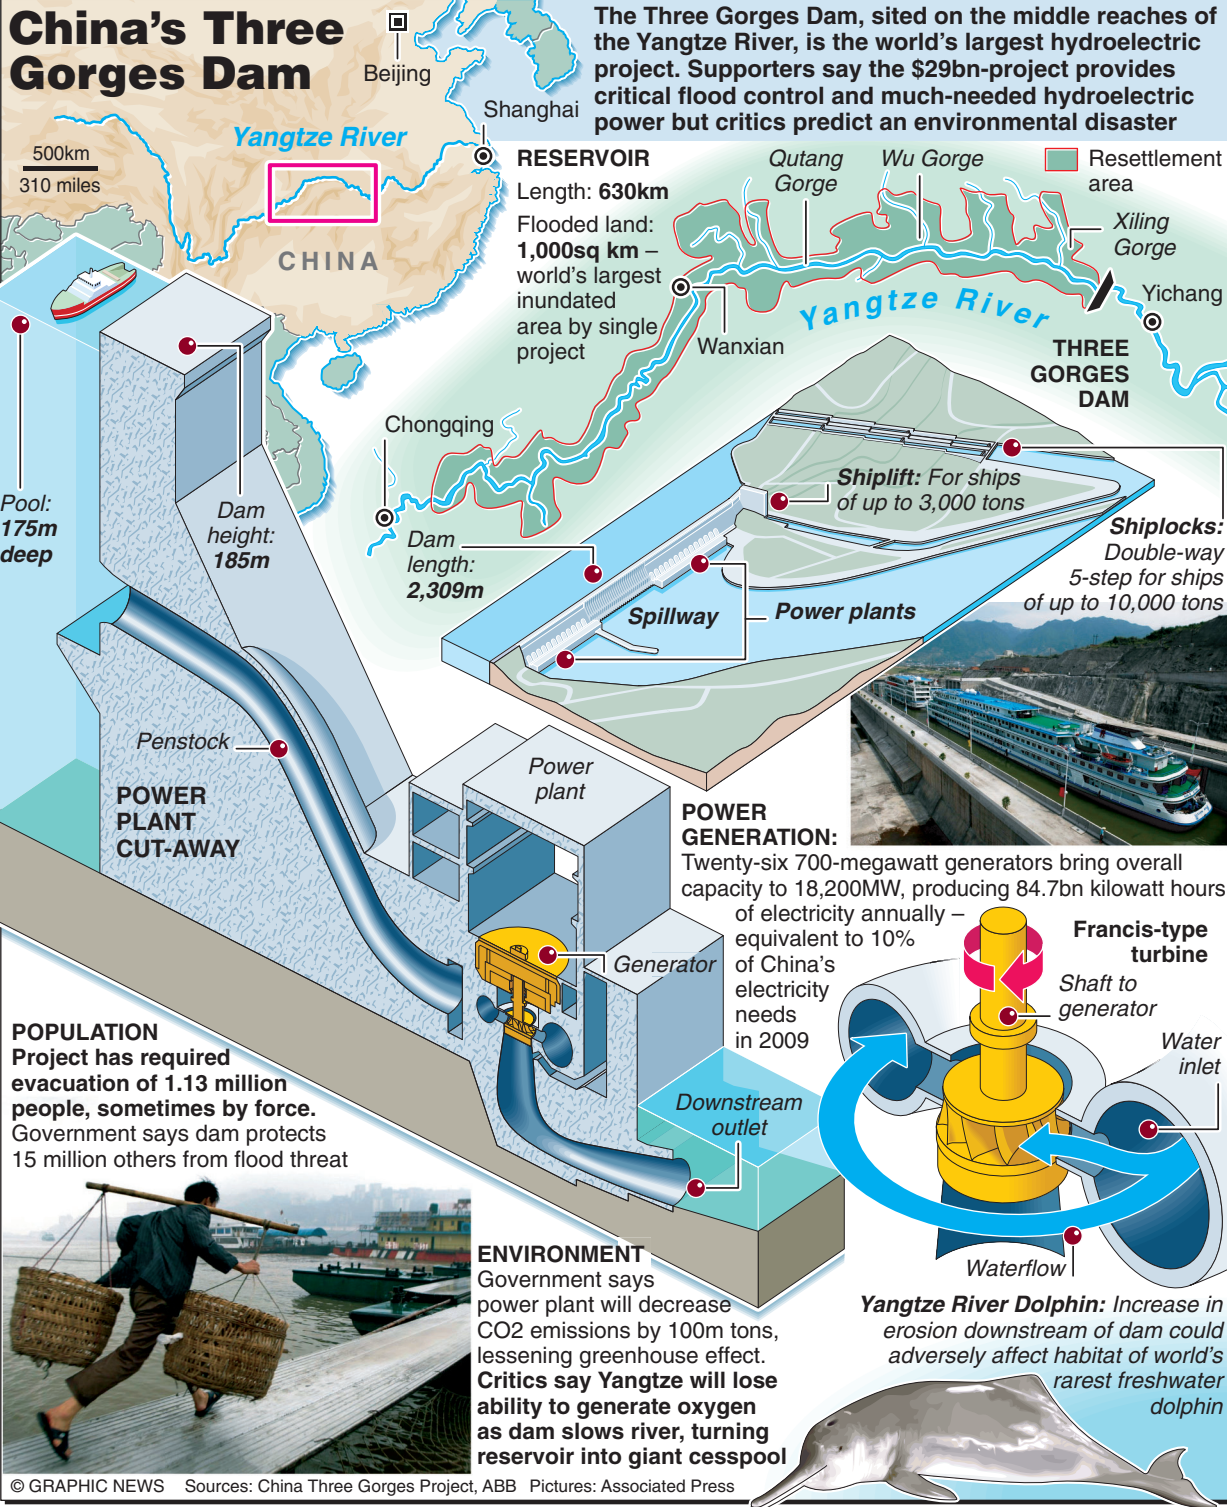 China's Three
Gorges Dam
The Three Gorges Dam, sited on the middle reaches of
the Yangtze River, is the world's largest hydroelectric
project. Supporters say the $29bn-project provides
critical flood control and much-needed hydroelectric
power but critics predict an environmental disaster
Beijing
Shanghai
Yangtze River
500km
310 miles
CHINA
RESERVOIR
Length: 630km
Flooded land:
1,000sq km –
world's largest
inundated
area by single
project
Qutang
Gorge
Wu Gorge
Resettlement
area
Xiling
Gorge
Yichang
Yangtze River
Wanxian
THREE
GORGES
DAM
Chongqing
Pool:
175m
deep
Dam
height:
185m
Dam
length:
2,309m
Shiplift: For ships
of up to 3,000 tons
Shiplocks:
Double-way
5-step for ships
of up to 10,000 tons
Spillway
Power plants
Penstock
POWER
PLANT
CUT-AWAY
Power
plant
Generator
POWER
GENERATION:
Twenty-six 700-megawatt generators bring overall
capacity to 18,200MW, producing 84.7bn kilowatt hours
of electricity annually –
equivalent to 10%
of China's
electricity
needs
in 2009
Francis-type
turbine
Shaft to
generator
Water
inlet
Waterflow
Downstream
outlet
POPULATION
Project has required
evacuation of 1.13 million
people, sometimes by force.
Government says dam protects
15 million others from flood threat
ENVIRONMENT
Government says
power plant will decrease
CO2 emissions by 100m tons,
lessening greenhouse effect.
Critics say Yangtze will lose
ability to generate oxygen
as dam slows river, turning
reservoir into giant cesspool
Yangtze River Dolphin: Increase in
erosion downstream of dam could
adversely affect habitat of world's
rarest freshwater
dolphin
© GRAPHIC NEWS
Sources: China Three Gorges Project, ABB
Pictures: Associated Press